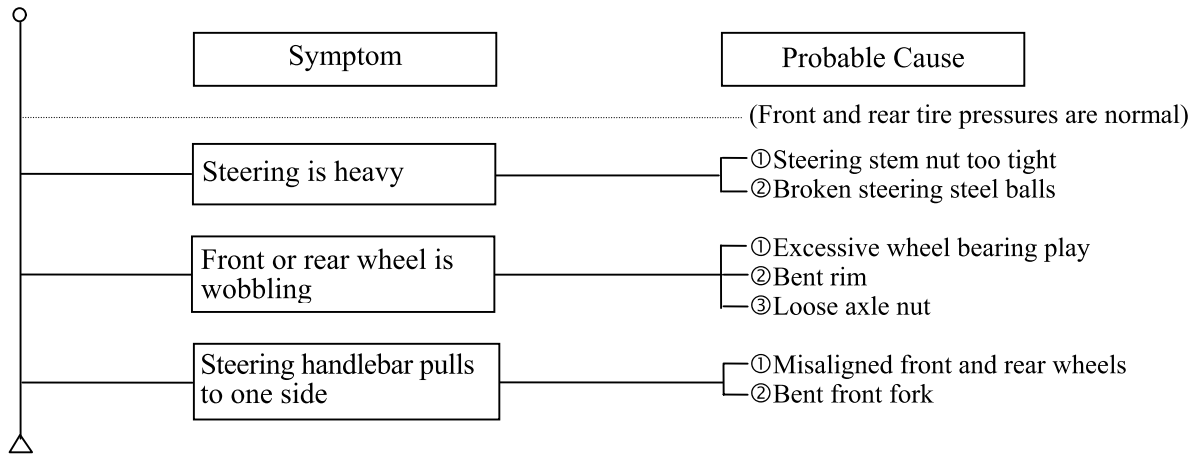 Symptom
Probable Cause
(Front and rear tire pressures are normal)
Steering is heavy
①Steering stem nut too tight
②Broken steering steel balls
Front or rear wheel is
wobbling
①Excessive wheel bearing play
②Bent rim
③Loose axle nut
Steering handlebar pulls
to one side
①Misaligned front and rear wheels
②Bent front fork